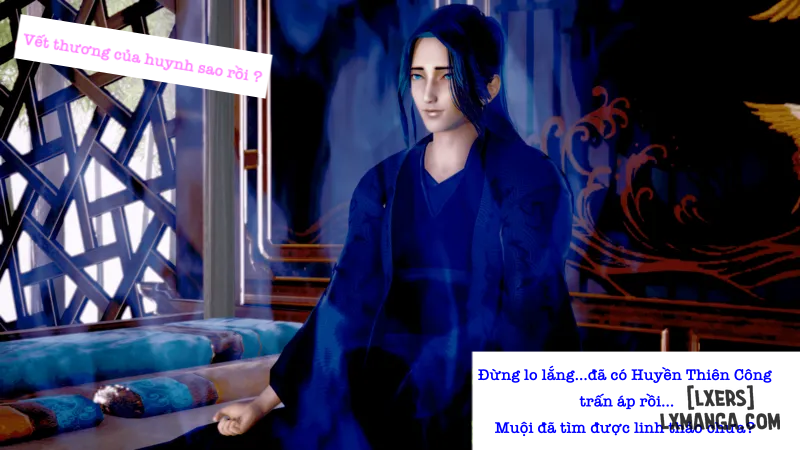 Vết thương của huynh sao rồi ?
Đừng lo lắng...đã có Huyền Thiên Công
trấn áp rồi...
[LXERS]
Muội đã tìm được linh thảo chưa?
LXMANGA.COM